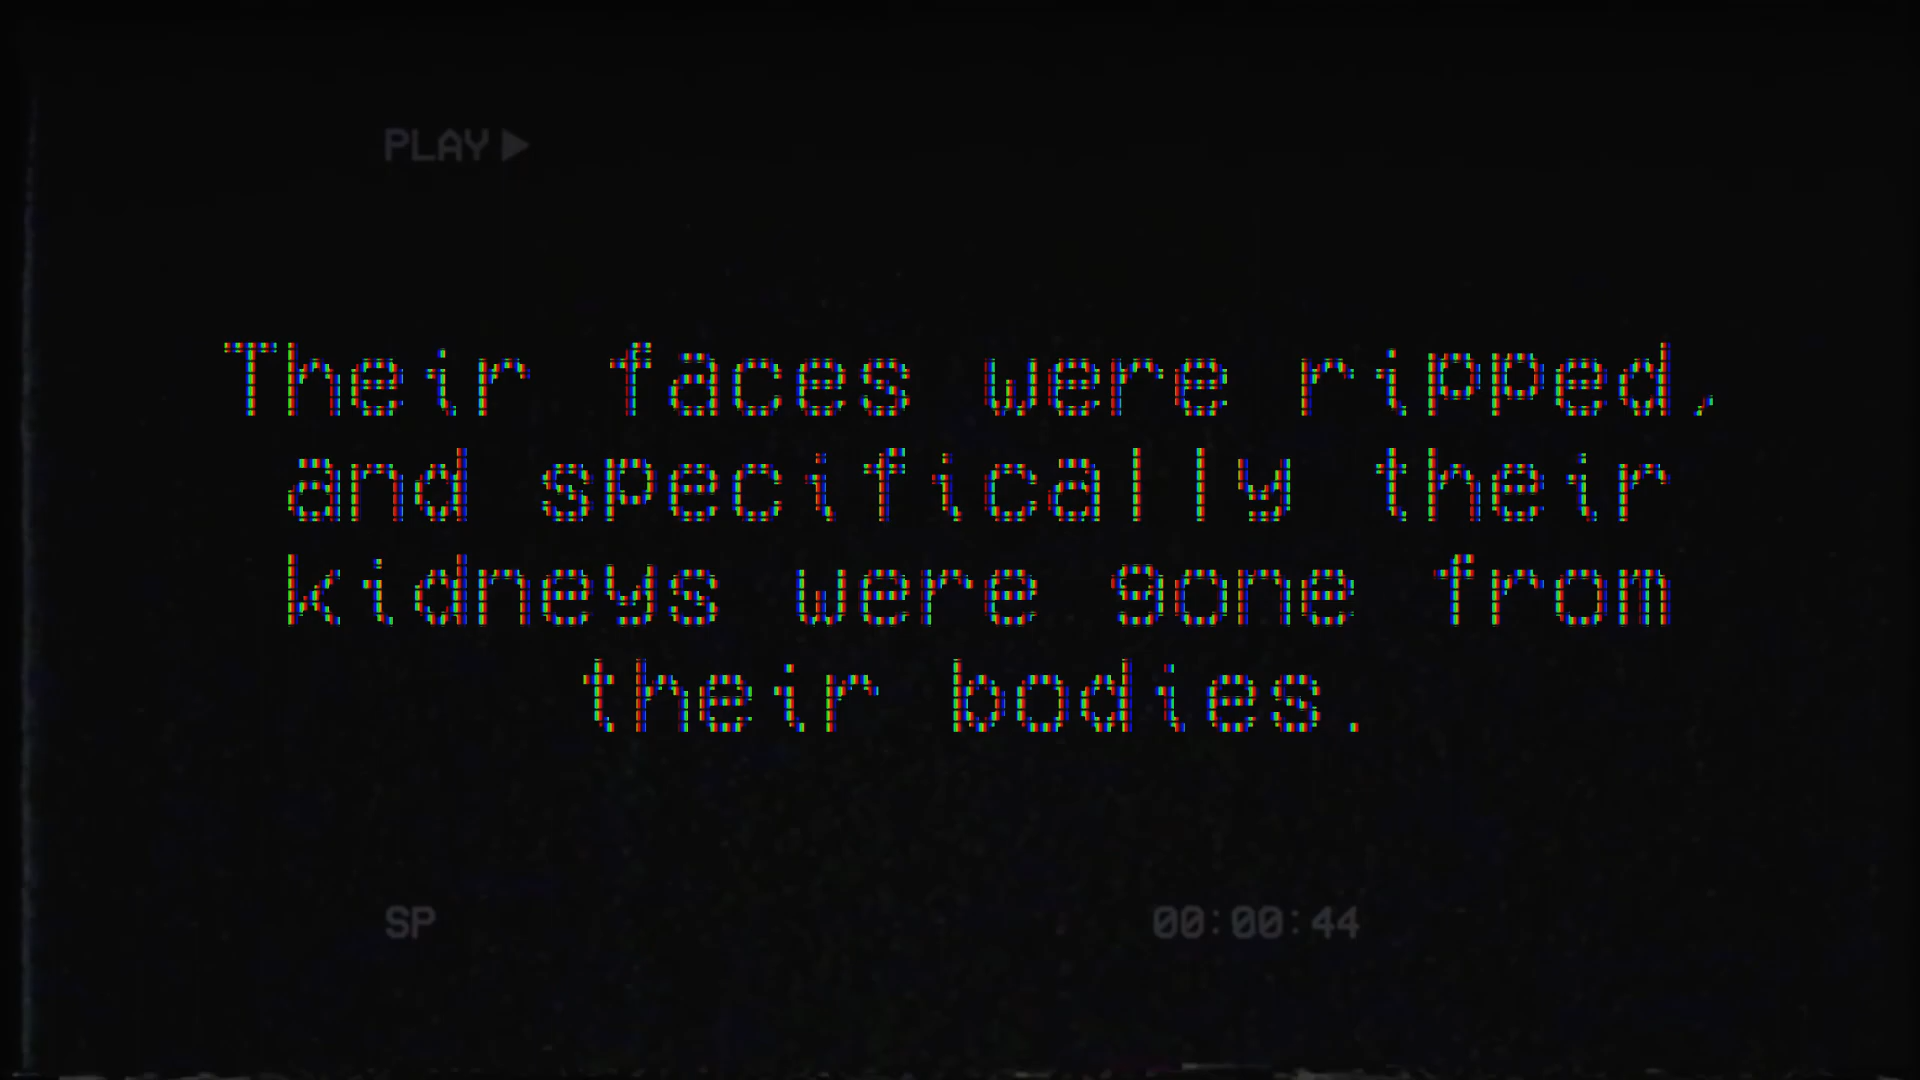 PLAY
Their faces were ripped,
and specifically their
kidneys were gone from
their bodies.
SP
00:00:44